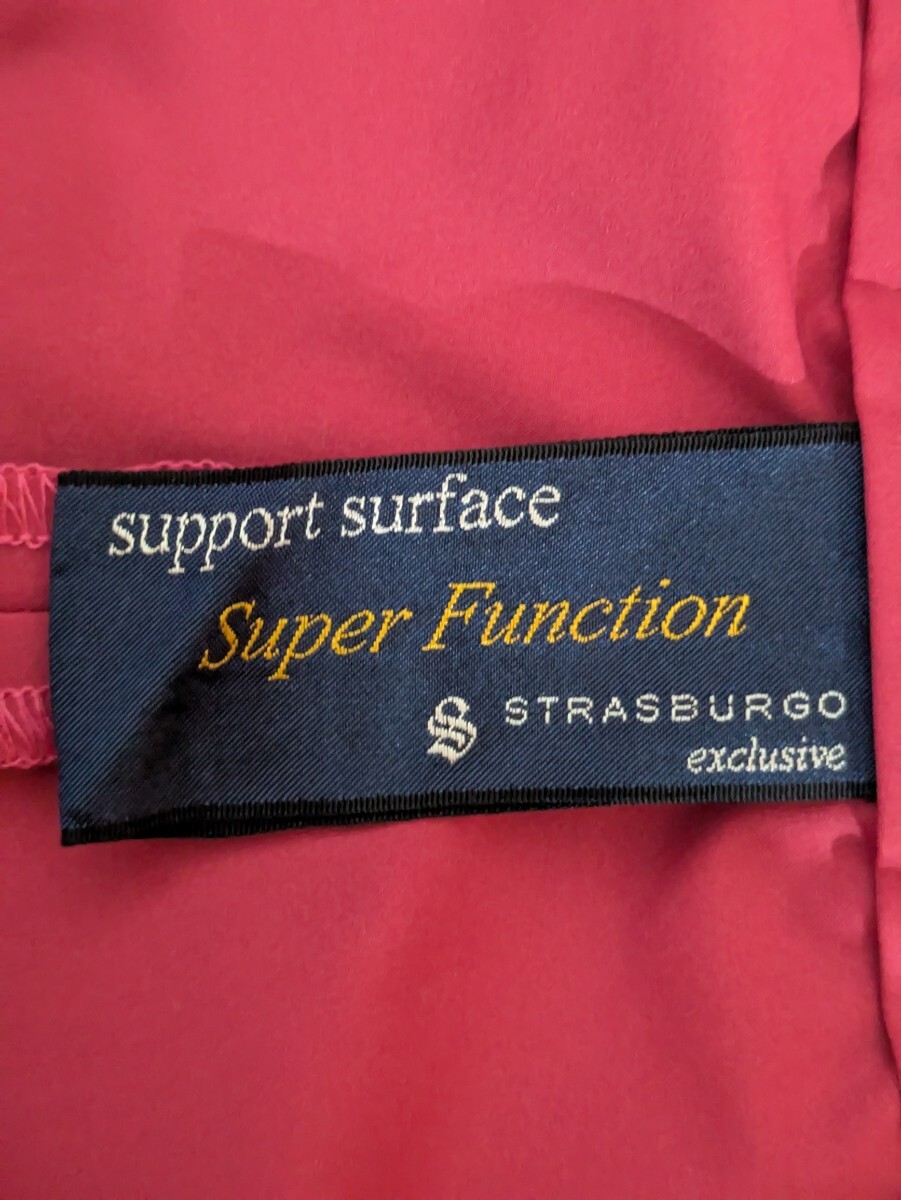 support surface
Super Function
S STRASBURGO
exclusive